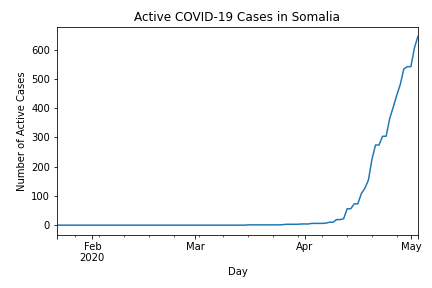 Active COVID-19 Cases in Somalia
Number of Active Cases
600
500
400
300
200
100
0
Feb
2020
Mar
Apr
May
Day